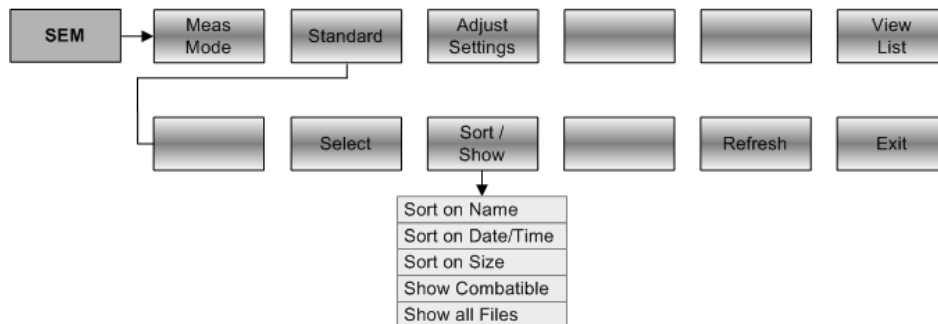 SEM
Meas
Mode
Standard
Adjust
Settings
View
List
Select
Sort /
Show
Refresh
Exit
Sort on Name
Sort on Date/Time
Sort on Size
Show Combatible
Show all Files